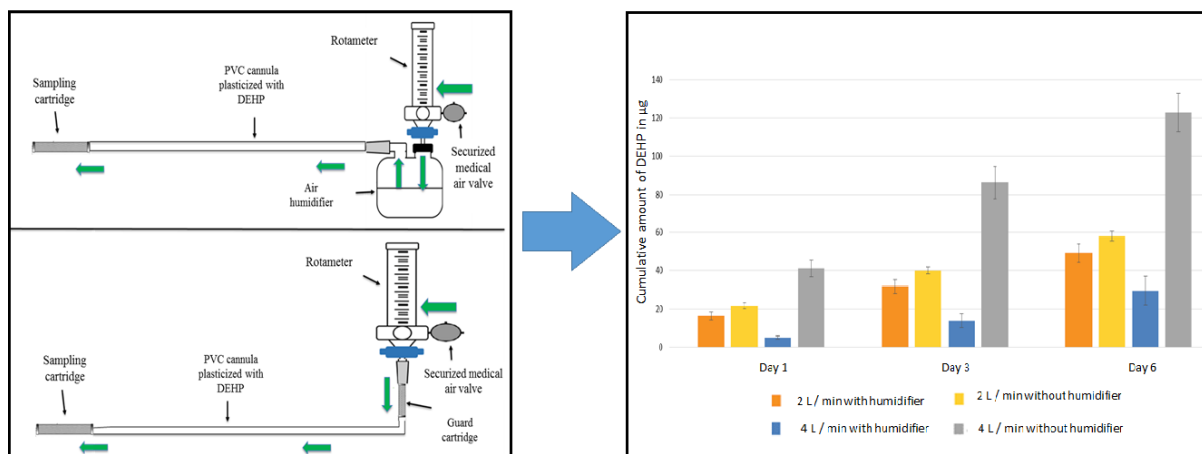 Rotameter
PVC cannula
plasticized with
DEHP
Sampling
cartridge
Securized
medical
air valve
Air
humidifier
Rotameter
Sampling
cartridge
PVC cannula
plasticized with
DEHP
Securized medical
air valve
Guard
cartridge
Cumulative amount of DEHP in µg
140
120
100
80
60
40
20
0
Day 1 Day 3 Day 6
2 L / min with humidifier 2 L / min without humidifier
4 L / min with humidifier 4 L / min without humidifier